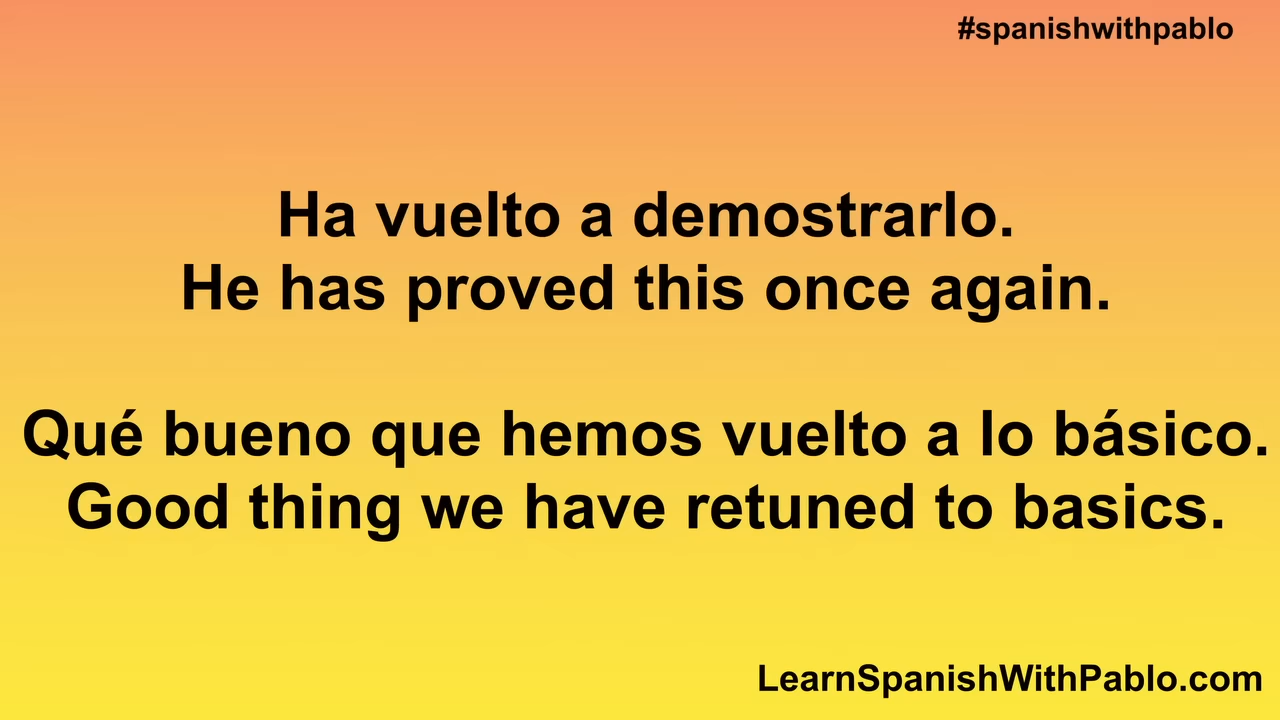 #spanishwithpablo
Ha vuelto a demostrarlo.
He has proved this once again.
Qué bueno que hemos vuelto a lo básico.
Good thing we have retuned to basics.
LearnSpanishWithPablo.com